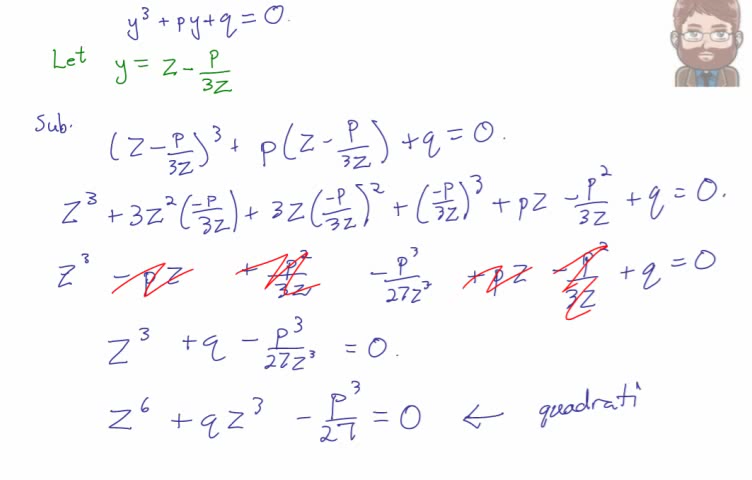 y³ + py + q = 0.
Let y = z - p/3z
Sub.
(z - p/3z)³ + p(z - p/3z) + q = 0.
z³ + 3z²(-p/3z) + 3z(-p/3z)² + (-p/3z)³ + pz - p²/3z + q = 0.
z³ - pz + p²/3z - p³/27z³ + pz - p²/3z + q = 0
z³ + q - p³/27z³ = 0.
z⁶ + qz³ - p³/27 = 0 ← quadrati